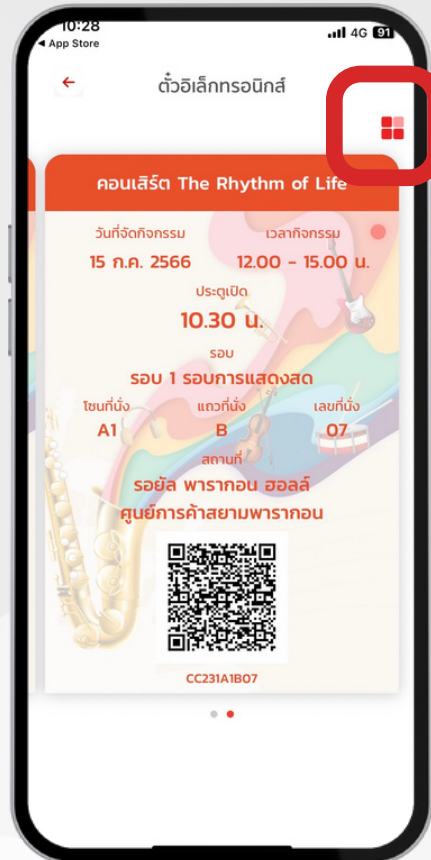 10:28
4G 91
◀ App Store
ตั๋วอิเล็กทรอนิกส์
คอนเสิร์ต The Rhythm of Life
วันที่จัดกิจกรรม เวลากิจกรรม
15 ก.ค. 2566 12.00 - 15.00 น.
ประตูเปิด
10.30 น.
รอบ
รอบ 1 รอบการแสดงสด
โซนที่นั่ง แถวที่นั่ง เลขที่นั่ง
A1 B 07
สถานที่
รอยัล พารากอน ฮอลล์
ศูนย์การค้าสยามพารากอน
CC231A1B07